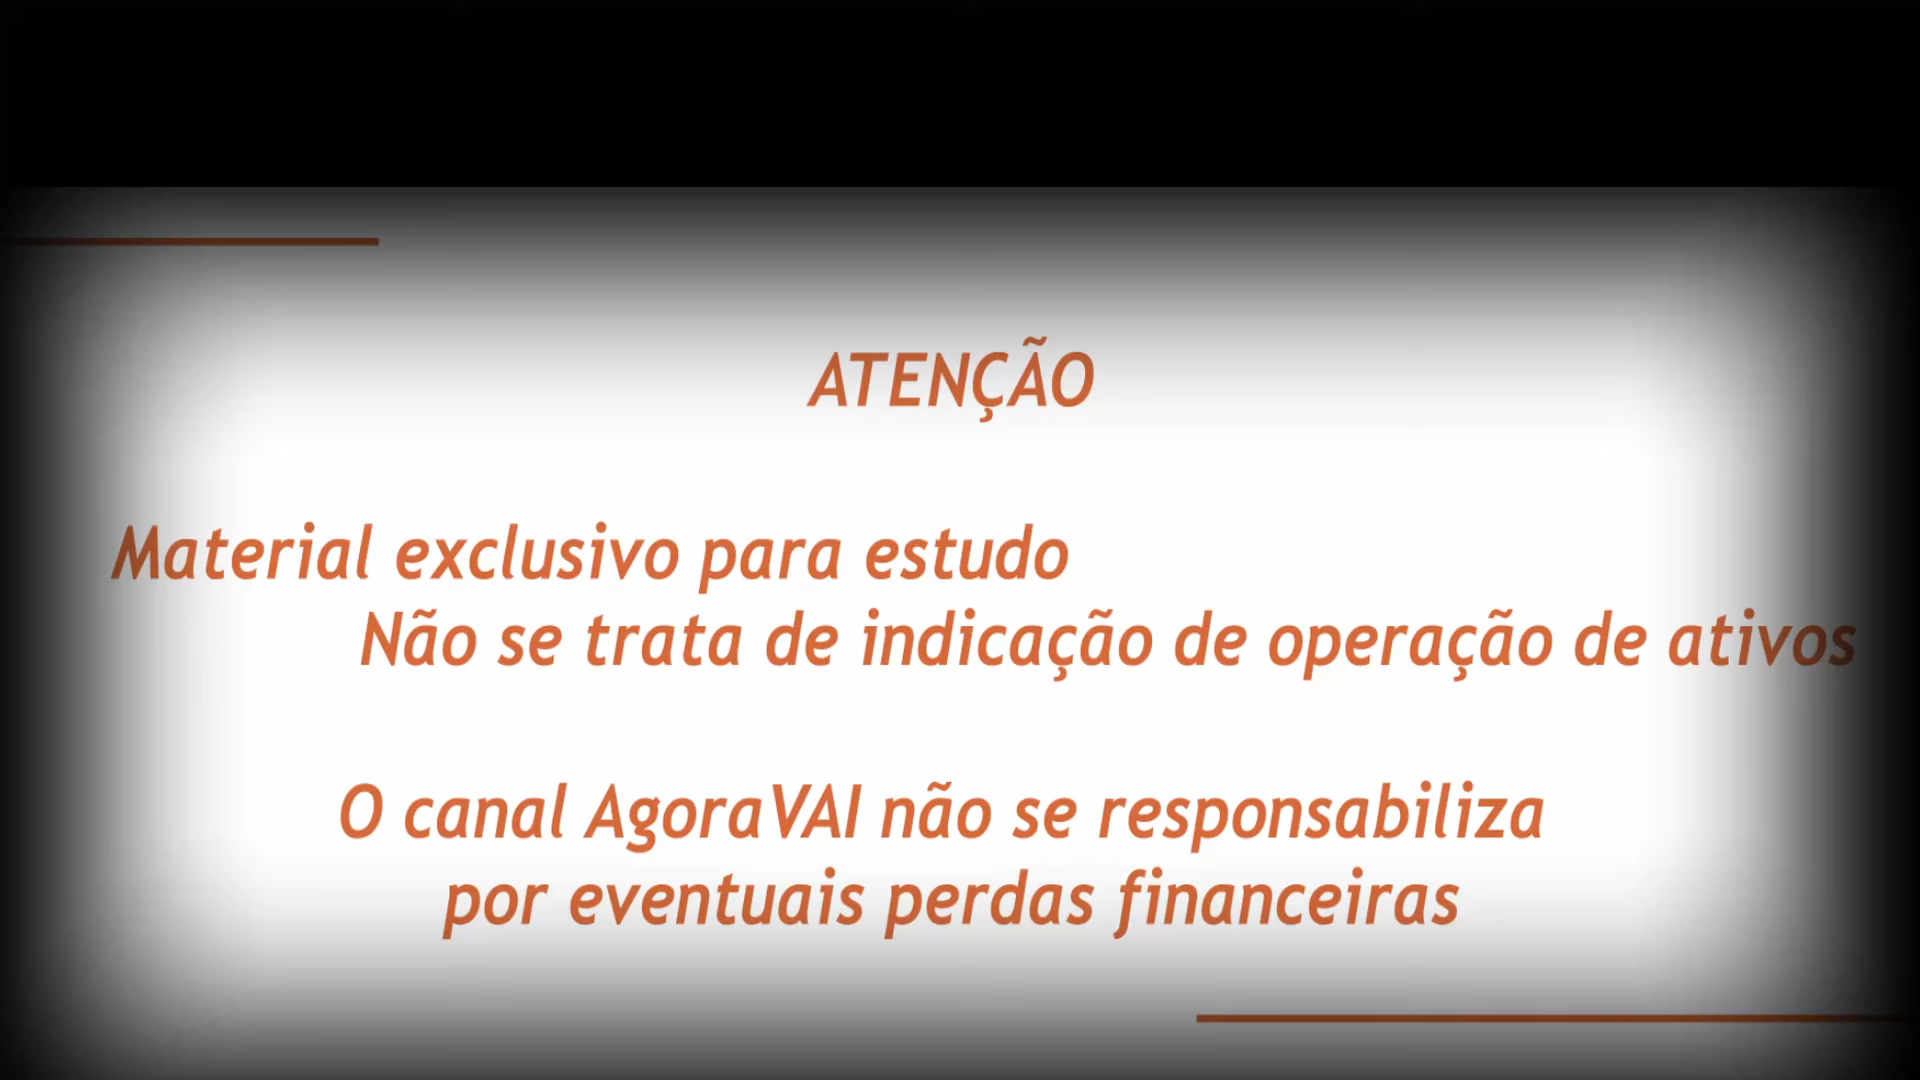 ATENÇÃO
Material exclusivo para estudo
Não se trata de indicação de operação de ativos
O canal AgoraVAI não se responsabiliza
por eventuais perdas financeiras